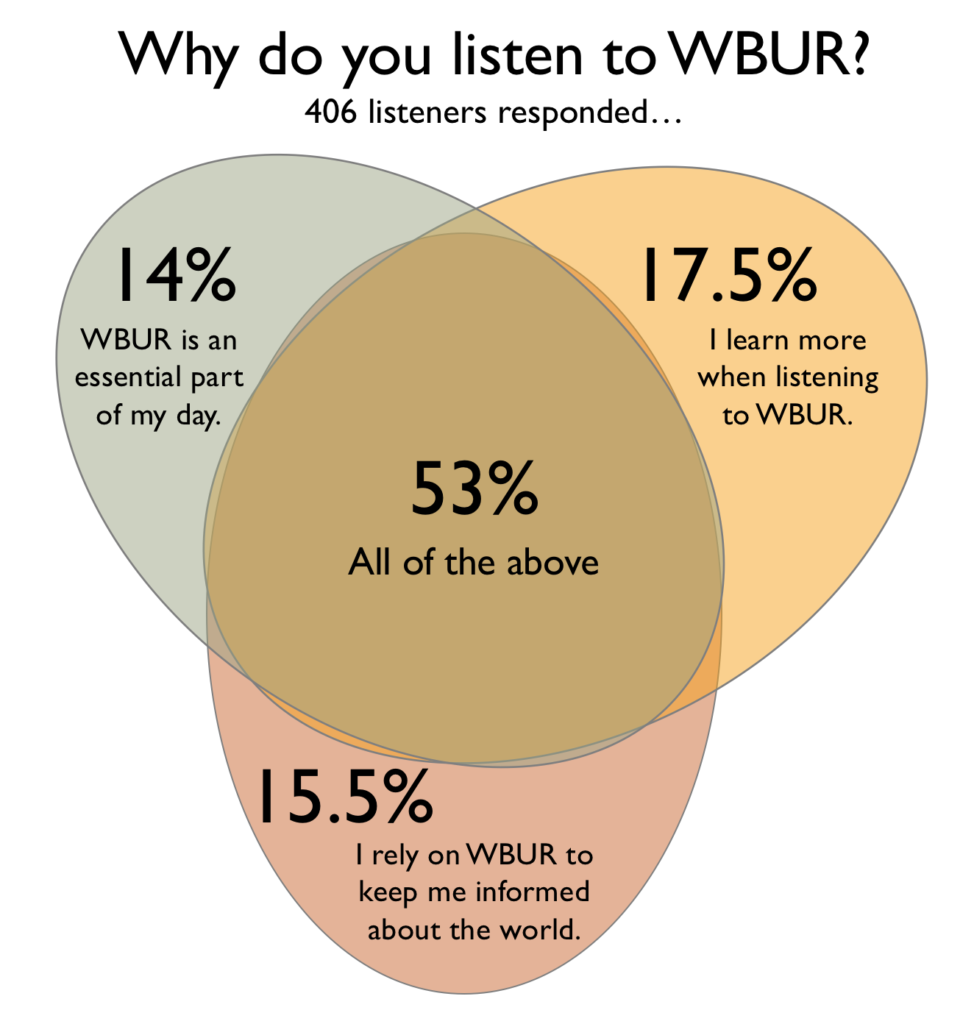 Why do you listen to WBUR?
406 listeners responded…
14%
WBUR is an
essential part
of my day.
17.5%
I learn more
when listening
to WBUR.
53%
All of the above
15.5%
I rely on WBUR to
keep me informed
about the world.